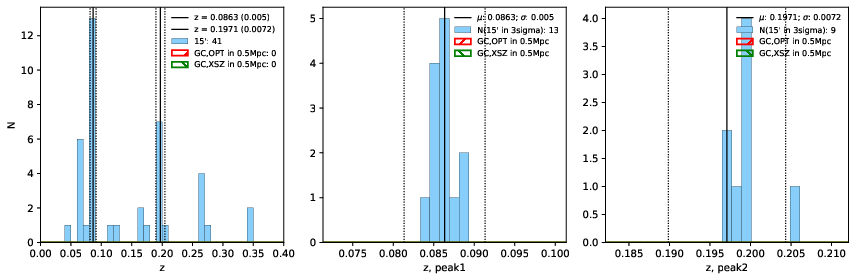 z = 0.0863 (0.005)
z = 0.1971 (0.0072)
15': 41
GC,OPT in 0.5Mpc: 0
GC,XSZ in 0.5Mpc: 0
N
12
10
8
6
4
2
0
0.00 0.05 0.10 0.15 0.20 0.25 0.30 0.35 0.40
z
μ: 0.0863; σ: 0.005
N(15' in 3sigma): 13
GC,OPT in 0.5Mpc
GC,XSZ in 0.5Mpc
5
4
3
2
1
0
0.075 0.080 0.085 0.090 0.095 0.100
z, peak1
μ: 0.1971; σ: 0.0072
N(15' in 3sigma): 9
GC,OPT in 0.5Mpc
GC,XSZ in 0.5Mpc
4.0
3.5
3.0
2.5
2.0
1.5
1.0
0.5
0.0
0.185 0.190 0.195 0.200 0.205 0.210
z, peak2